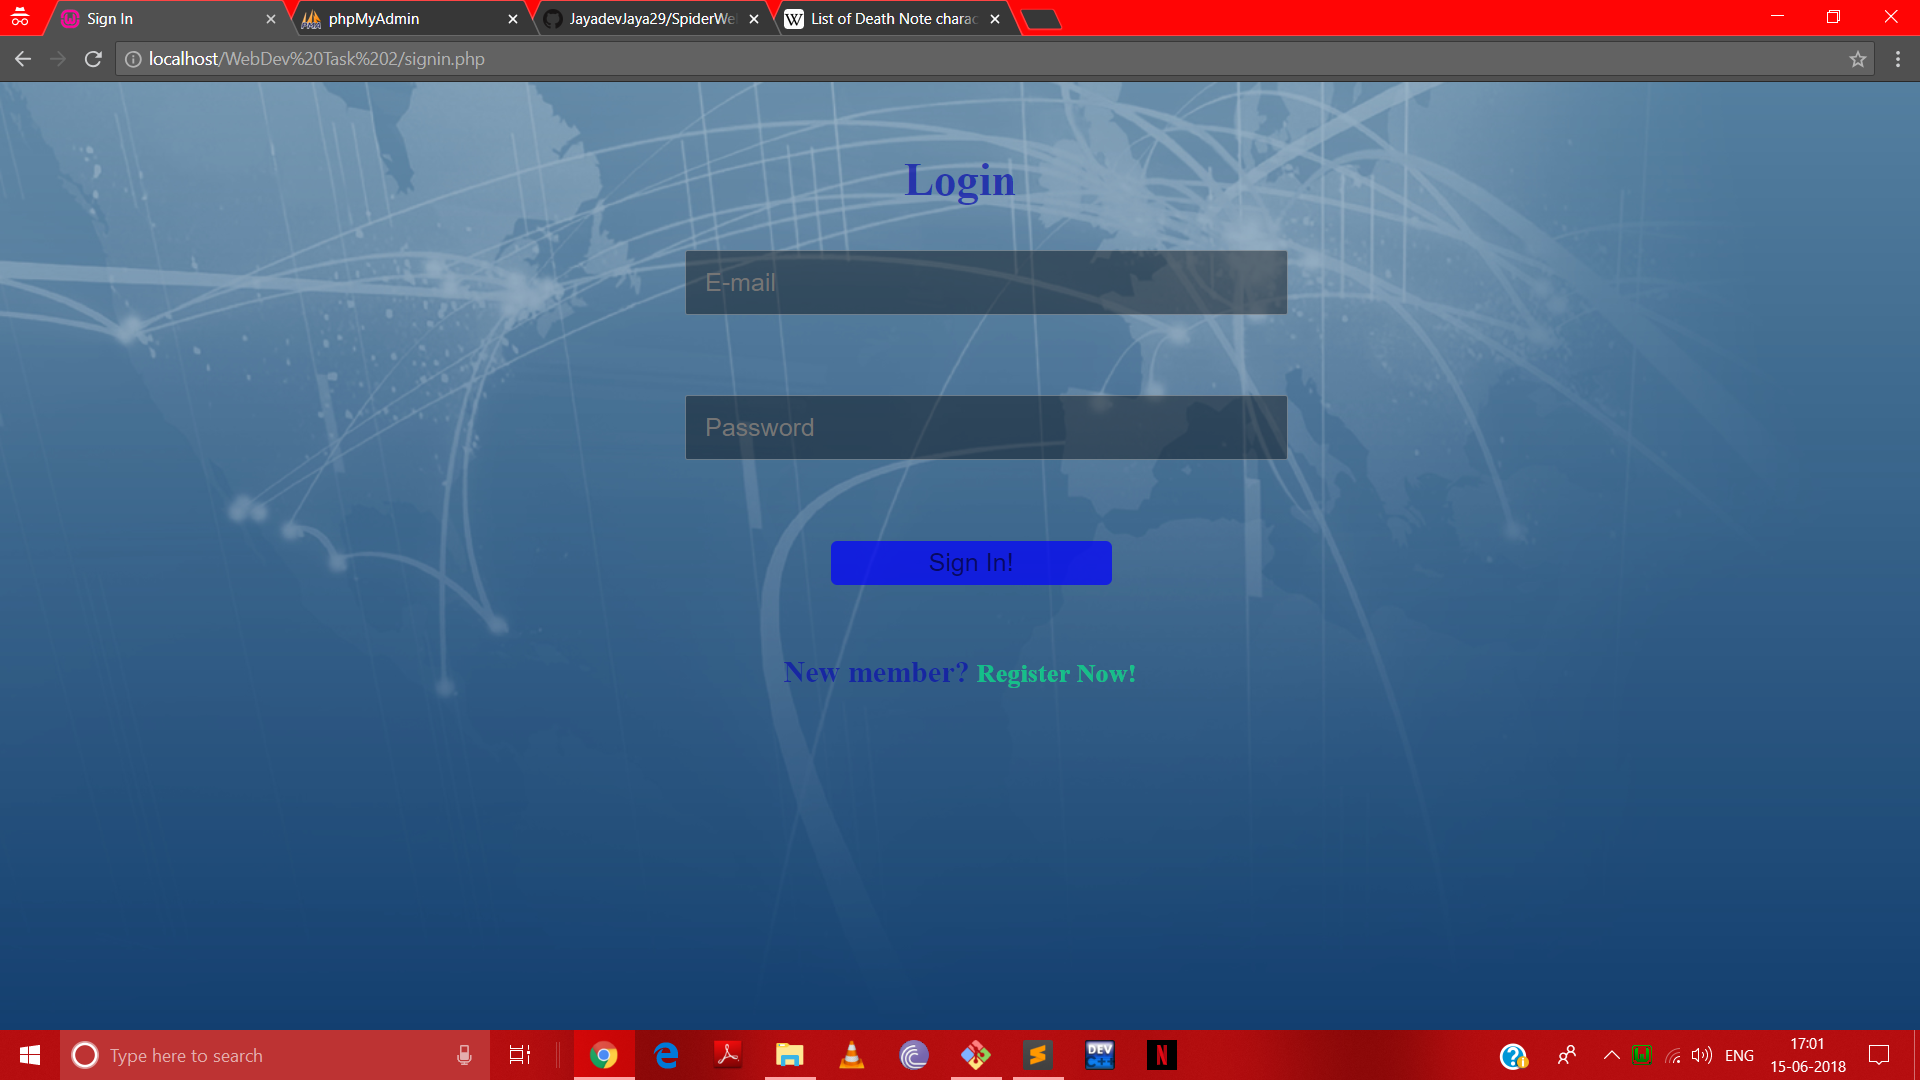 Sign In
phpMyAdmin
JayadevJaya29/SpiderWe
List of Death Note charac
localhost/WebDev%20Task%202/signin.php
Login
E-mail
Password
Sign In!
New member? Register Now!
Type here to search
DEV
C++
N
ENG
17:01
15-06-2018